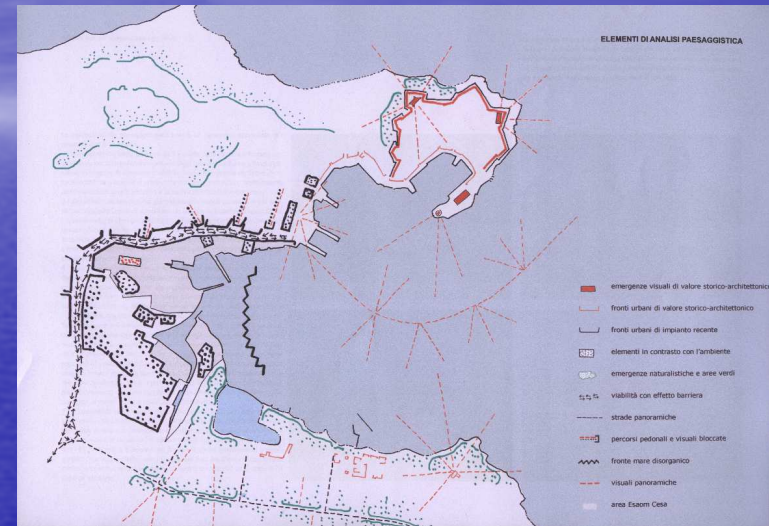 ELEMENTI DI ANALISI PAESAGGISTICA
emergenze visuali di valore storico-architettonico
fronti urbani di valore storico-architettonico
fronti urbani di impianto recente
elementi in contrasto con l'ambiente
emergenze naturalistiche e aree verdi
viabilità con effetto barriera
strade panoramiche
percorsi pedonali e visuali bloccate
fronte mare disorganico
visuali panoramiche
area Esaom Cesa